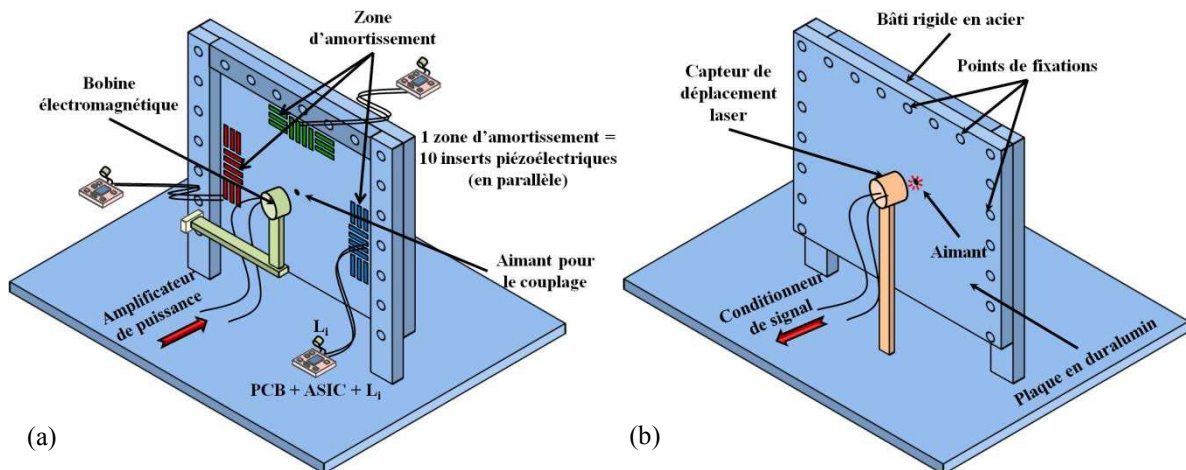 Zone
d'amortissement
Bobine
électromagnétique
1 zone d'amortissement =
10 inserts piézoélectriques
(en parallèle)
Aimant pour
le couplage
Amplificateur
de puissance
Li
PCB + ASIC + Li
(a)
Bâti rigide en acier
Capteur de
déplacement
laser
Points de fixations
Aimant
Conditionneur
de signal
Plaque en duralumin
(b)